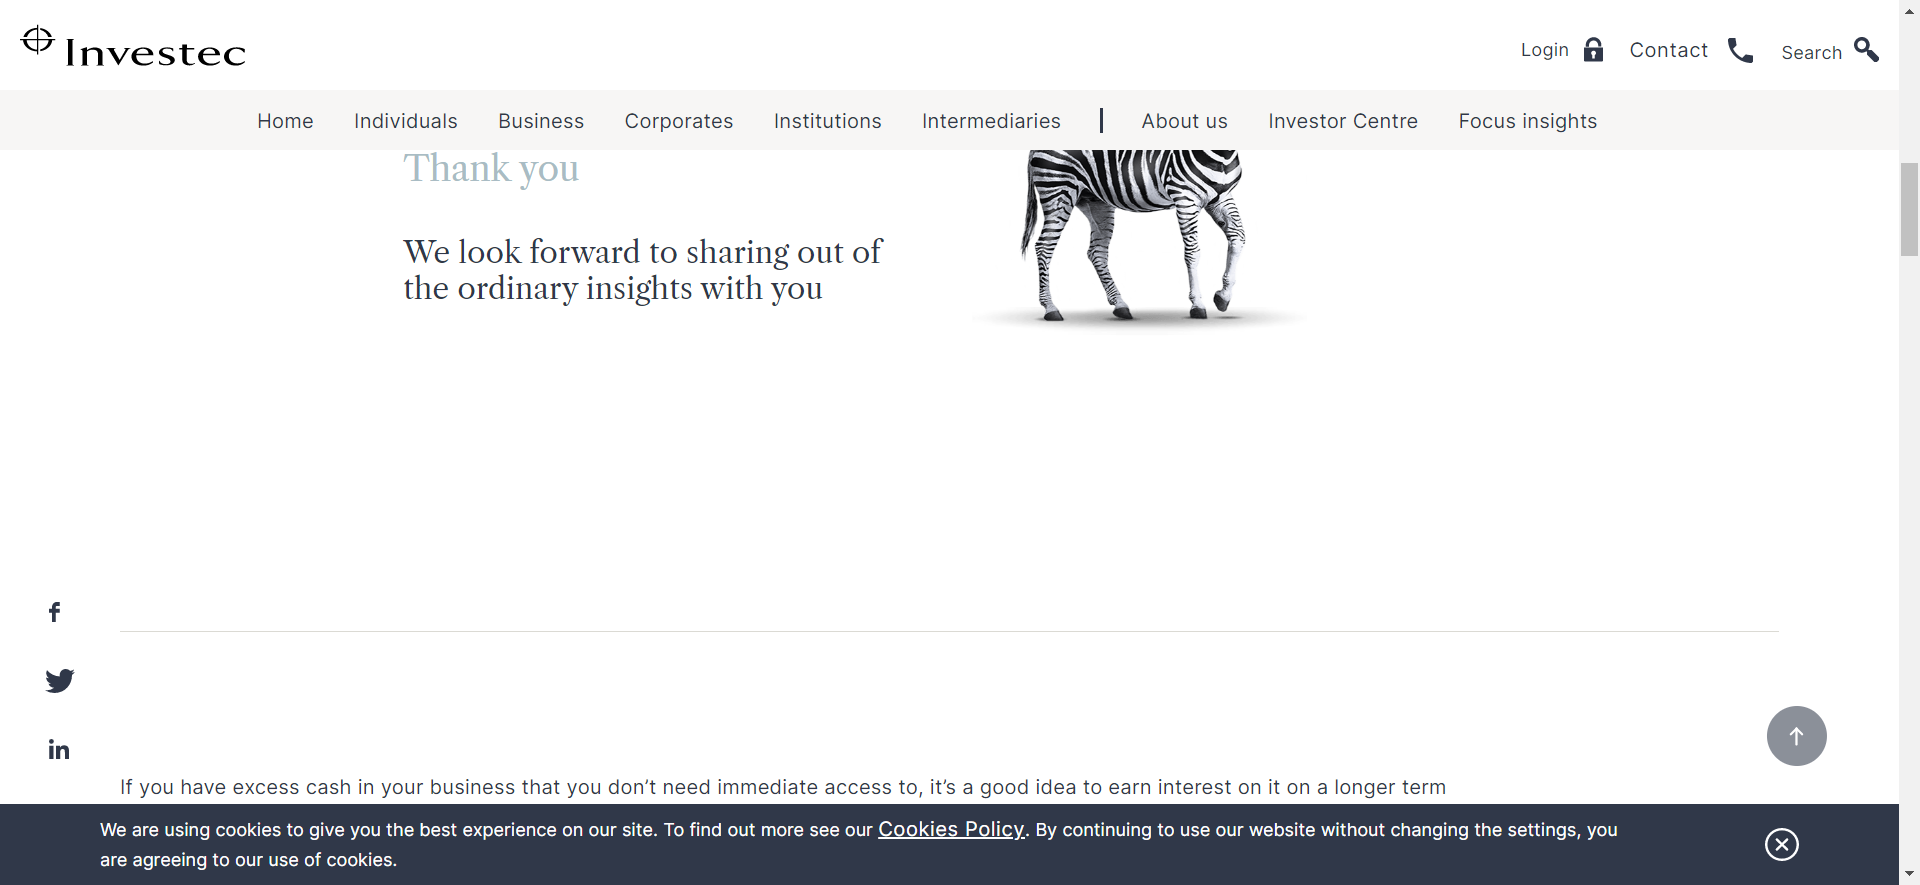 Investec
Login
Contact
Search
Home
Individuals
Business
Corporates
Institutions
Intermediaries
About us
Investor Centre
Focus insights
Thank you
We look forward to sharing out of
the ordinary insights with you
f
in
If you have excess cash in your business that you don’t need immediate access to, it’s a good idea to earn interest on it on a longer term
We are using cookies to give you the best experience on our site. To find out more see our Cookies Policy. By continuing to use our website without changing the settings, you
are agreeing to our use of cookies.